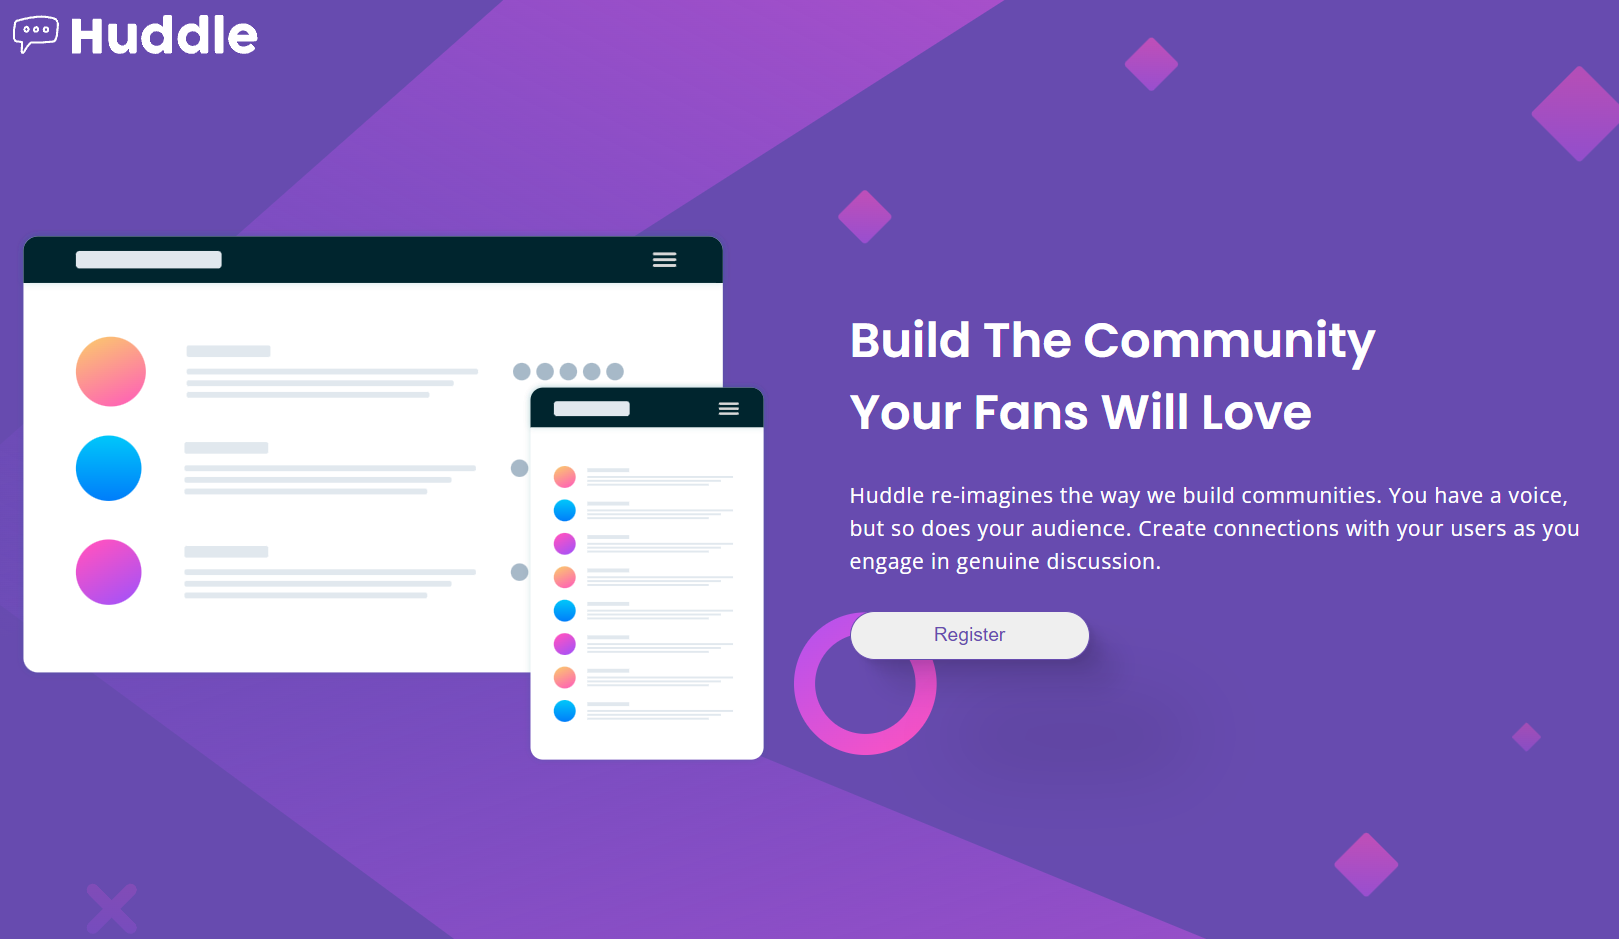 Huddle
Build The Community
Your Fans Will Love
Huddle re-imagines the way we build communities. You have a voice,
but so does your audience. Create connections with your users as you
engage in genuine discussion.
Register